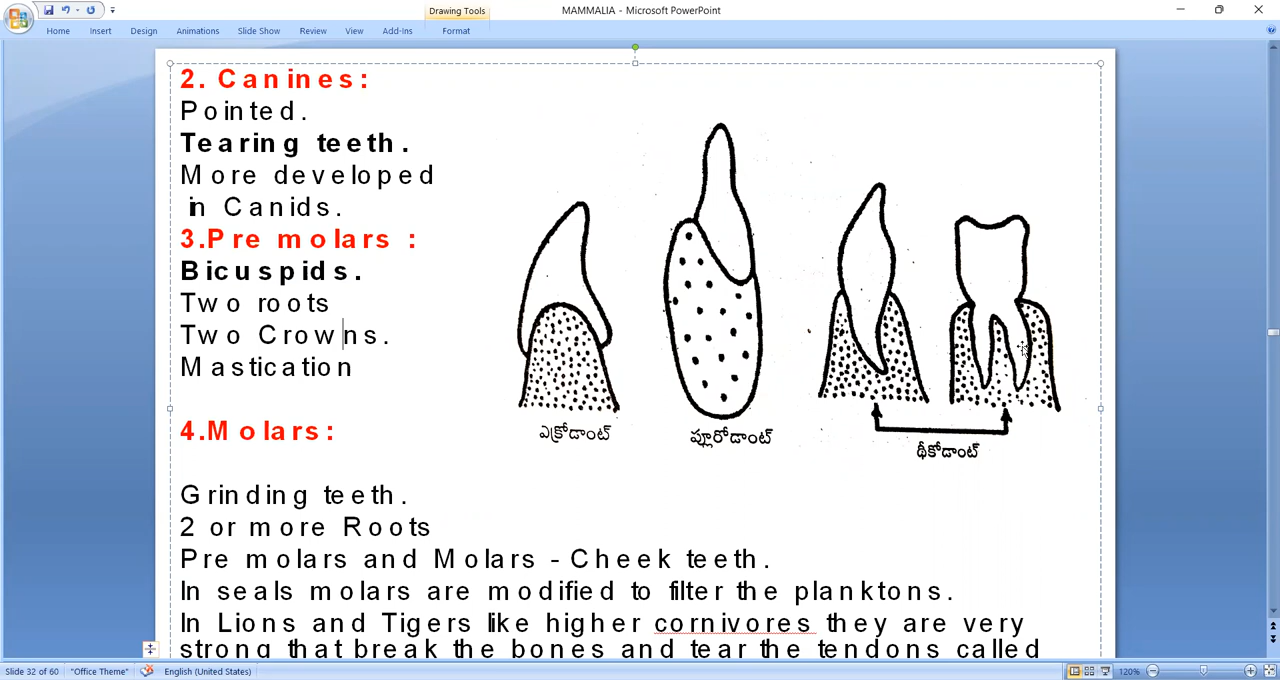 Drawing Tools
MAMMALIA - Microsoft PowerPoint
Home Insert Design Animations Slide Show Review View Add-Ins Format
2. Canines:
Pointed.
Tearing teeth.
More developed
in Canids.
3.Pre molars :
Bicuspids.
Two roots
Two Crowns.
Mastication
ఎక్రోడాంట్ ప్లూరోడాంట్
థీకోడాంట్
4.Molars:
Grinding teeth.
2 or more Roots
Pre molars and Molars - Cheek teeth.
In seals molars are modified to filter the planktons.
In Lions and Tigers like higher cornivores they are very
strong that break the bones and tear the tendons called
Slide 32 of 60 "Office Theme" English (United States) 120%